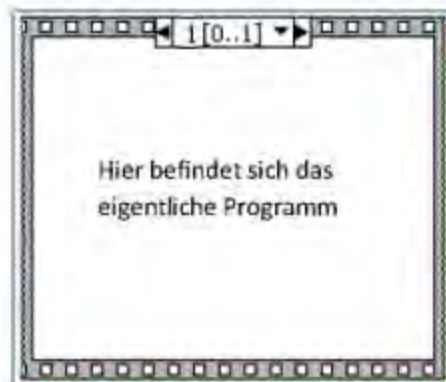 1 [0..1]
Hier befindet sich das
eigentliche Programm